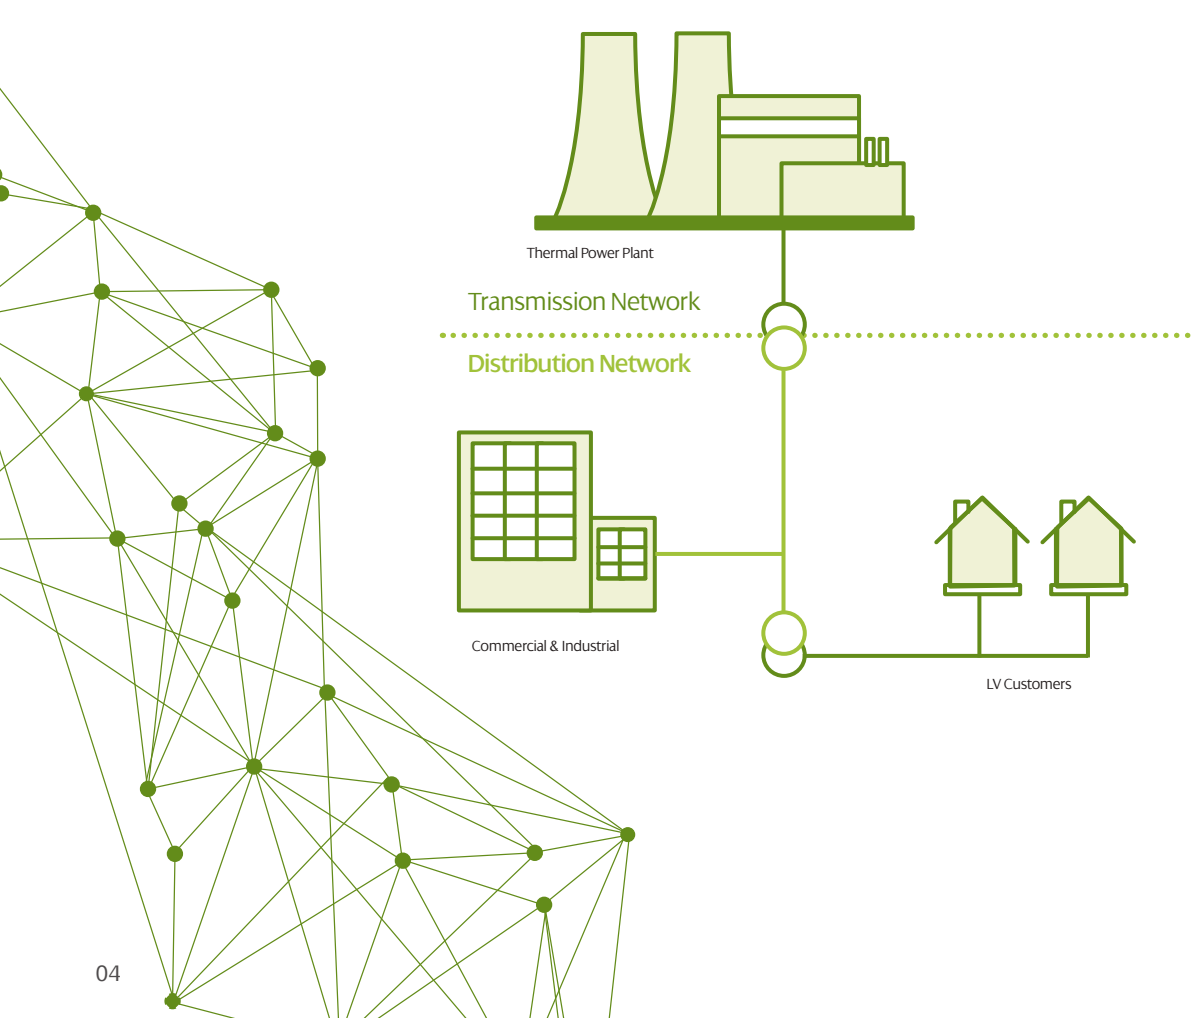 Thermal Power Plant
Transmission Network
Distribution Network
Commercial & Industrial
LV Customers
04